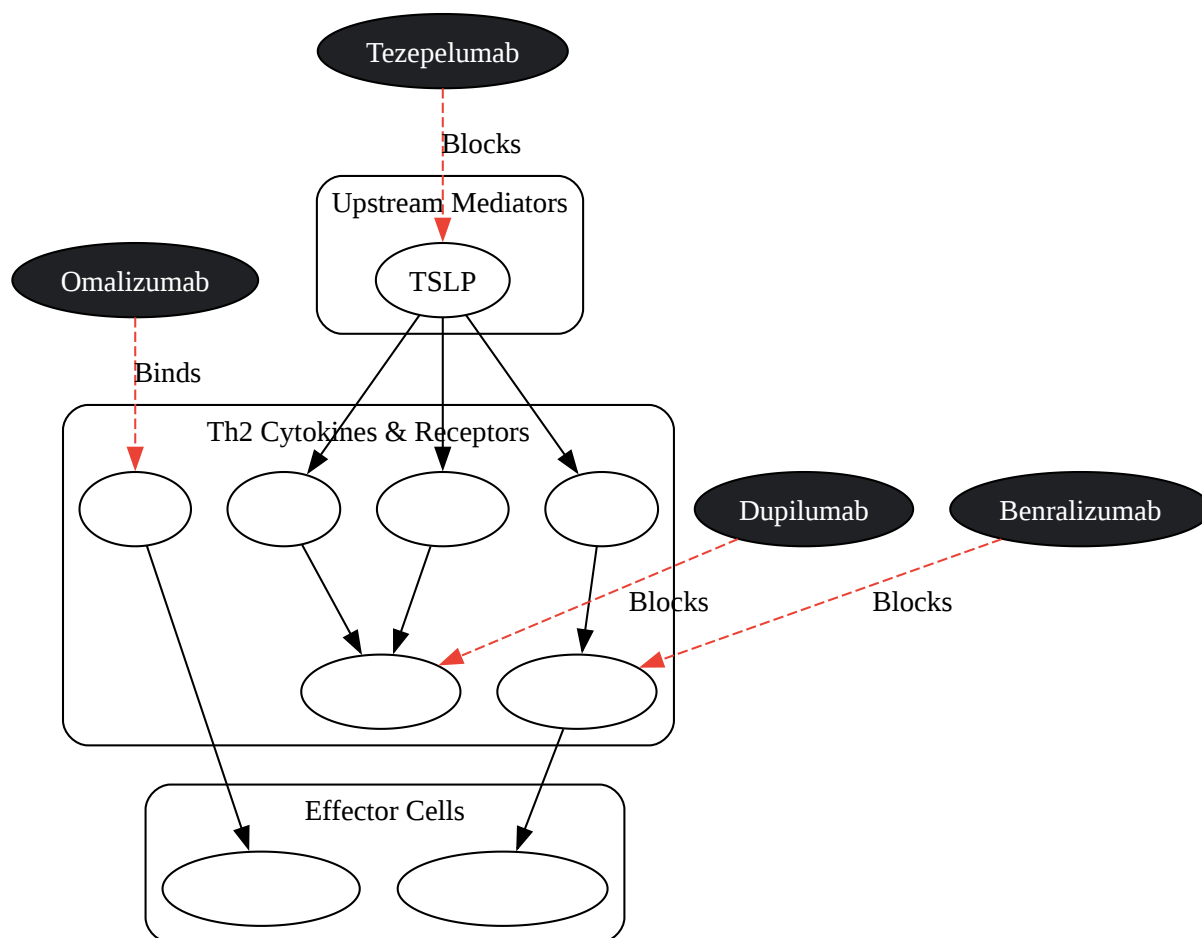 Tezepelumab
Blocks
Upstream Mediators
Omalizumab
TSLP
Binds
Th2 Cytokines & Receptors
Dupilumab
Benralizumab
Blocks
Blocks
Effector Cells